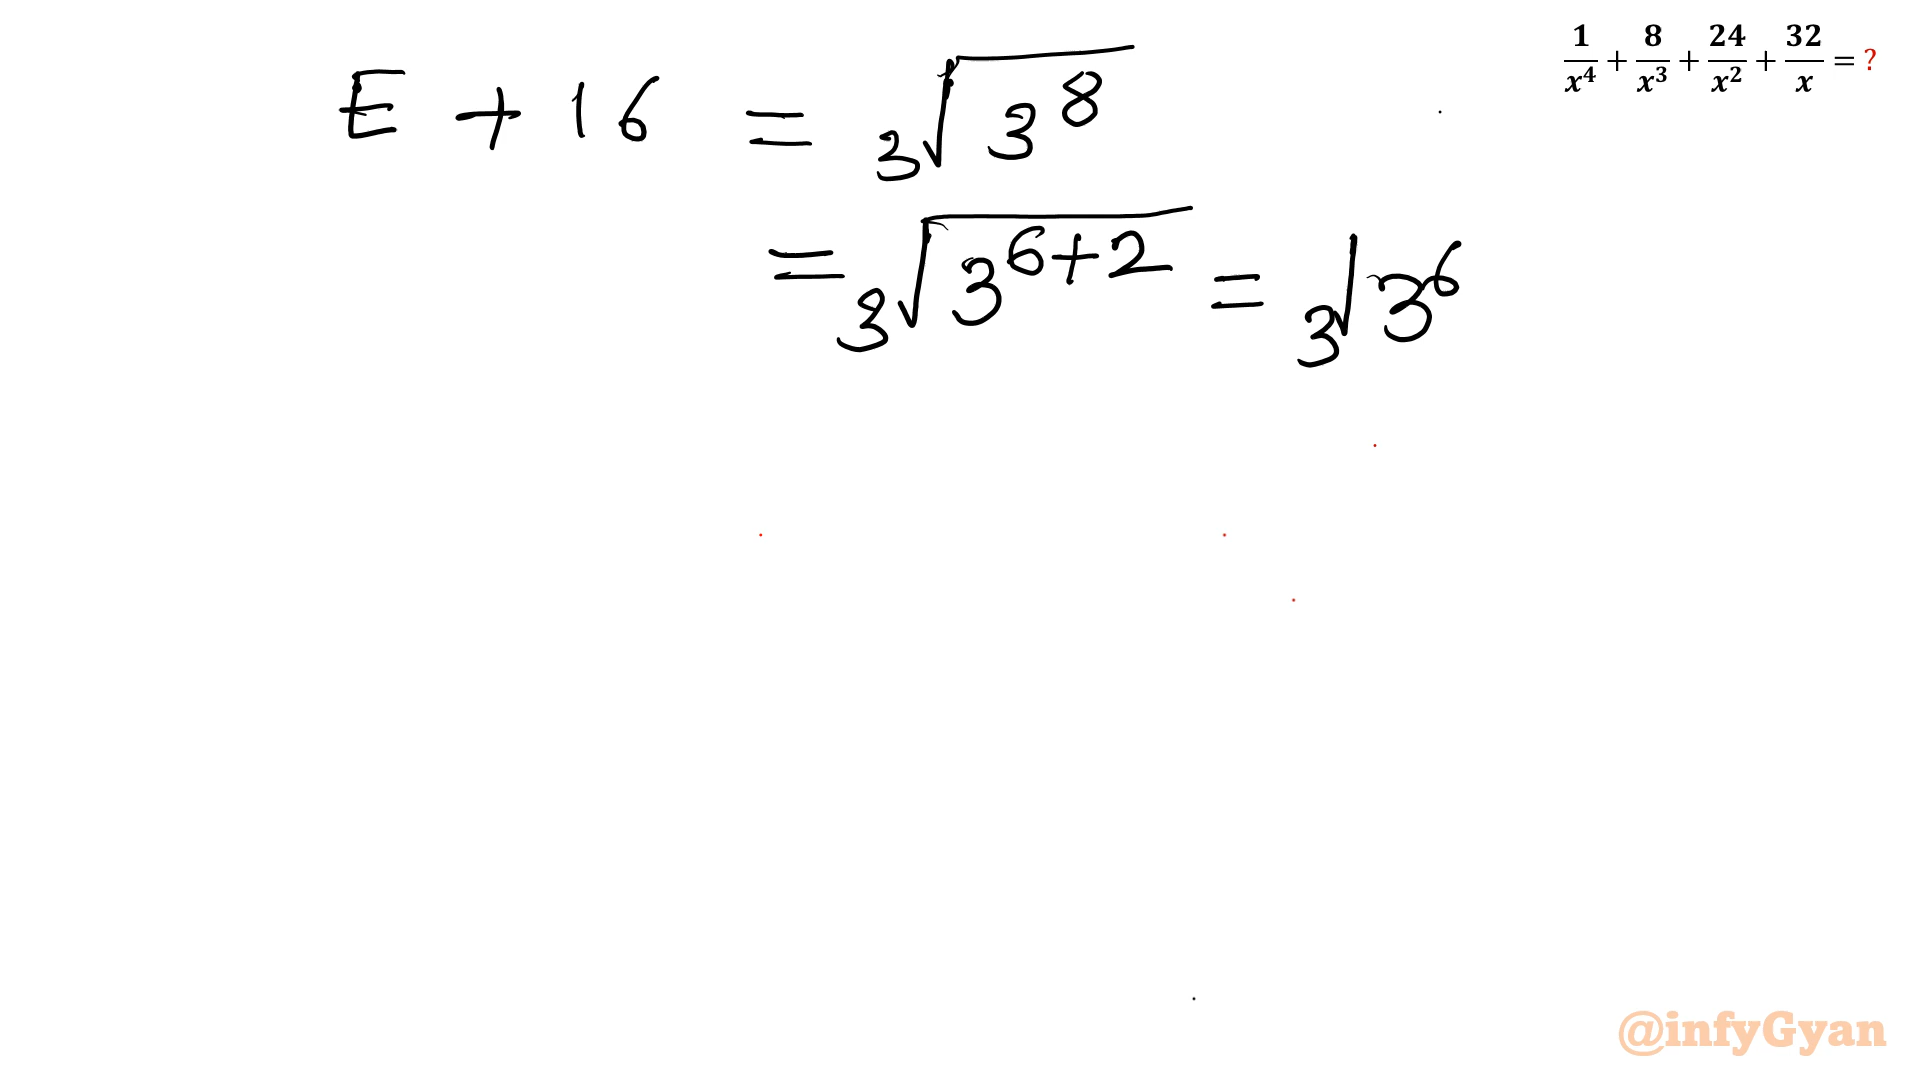 1/x⁴ + 8/x³ + 24/x² + 32/x = ?
E + 16 = ³√3⁸
= ³√3⁶⁺² = ³√3⁶
@infyGyan